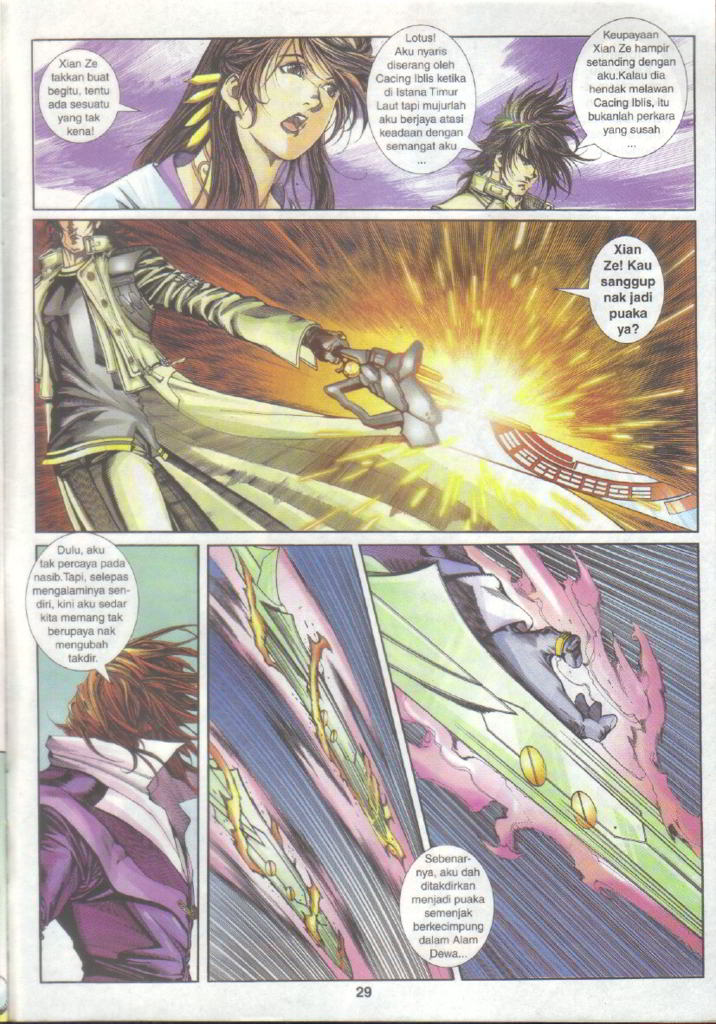 Xian Ze
takkan buat
begitu, tentu
ada sesuatu
yang tak
kena!
Lotus!
Aku nyaris
diserang oleh
Cacing Iblis ketika
di Istana Timur
Laut tapi mujurlah
aku berjaya atasi
keadaan dengan
semangat aku
...
Keupayaan
Xian Ze hampir
setanding dengan
aku.Kalau dia
hendak melawan
Cacing Iblis, itu
bukanlah perkara
yang susah
...
Xian
Ze! Kau
sanggup
nak jadi
puaka
ya?
Dulu, aku
tak percaya pada
nasib.Tapi, selepas
mengalaminya sen-
diri, kini aku sedar
kita memang tak
berupaya nak
mengubah
takdir.
Sebenar-
nya, aku dah
ditakdirkan
menjadi puaka
semenjak
berkecimpung
dalam Alam
Dewa...
29